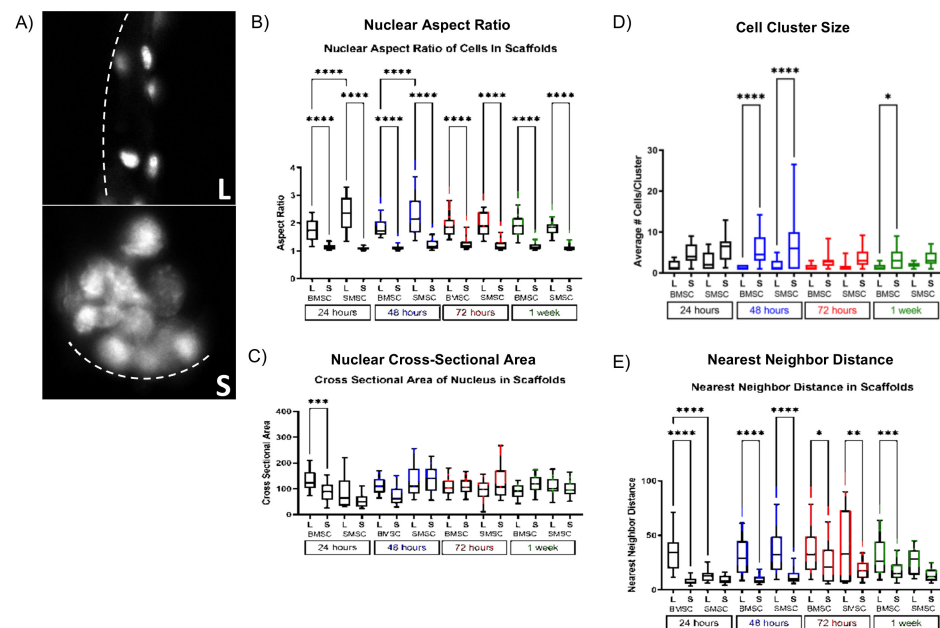 A)
L
S
B)
Nuclear Aspect Ratio
Nuclear Aspect Ratio of Cells In Scaffolds
**** ****
**** **** **** ****
**** **** **** ****
Aspect Ratio
4
3
2
1
0
L S L S L S L S L S L S L S L S
BMSC SMSC BMSC SMSC BMSC SMSC BMSC SMSC
24 hours 48 hours 72 hours 1 week
C)
Nuclear Cross-Sectional Area
Cross Sectional Area of Nucleus in Scaffolds
***
Cross Sectional Area
400
300
200
100
0
L S L S L S L S L S L S L S L S
BMSC SMSC BMSC SMSC BMSC SMSC BMSC SMSC
24 hours 48 hours 72 hours 1 week
D)
Cell Cluster Size
****
**** *
Average # Cells/Cluster
30
20
10
0
L S L S L S L S L S L S L S L S
BMSC SMSC BMSC SMSC BMSC SMSC BMSC SMSC
24 hours 48 hours 72 hours 1 week
E)
Nearest Neighbor Distance
Nearest Neighbor Distance in Scaffolds
**** ****
**** **** * ** ***
Nearest Neighbor Distance
100
50
0
L S L S L S L S L S L S L S L S
BMSC SMSC BMSC SMSC BMSC SMSC BMSC SMSC
24 hours 48 hours 72 hours 1 week